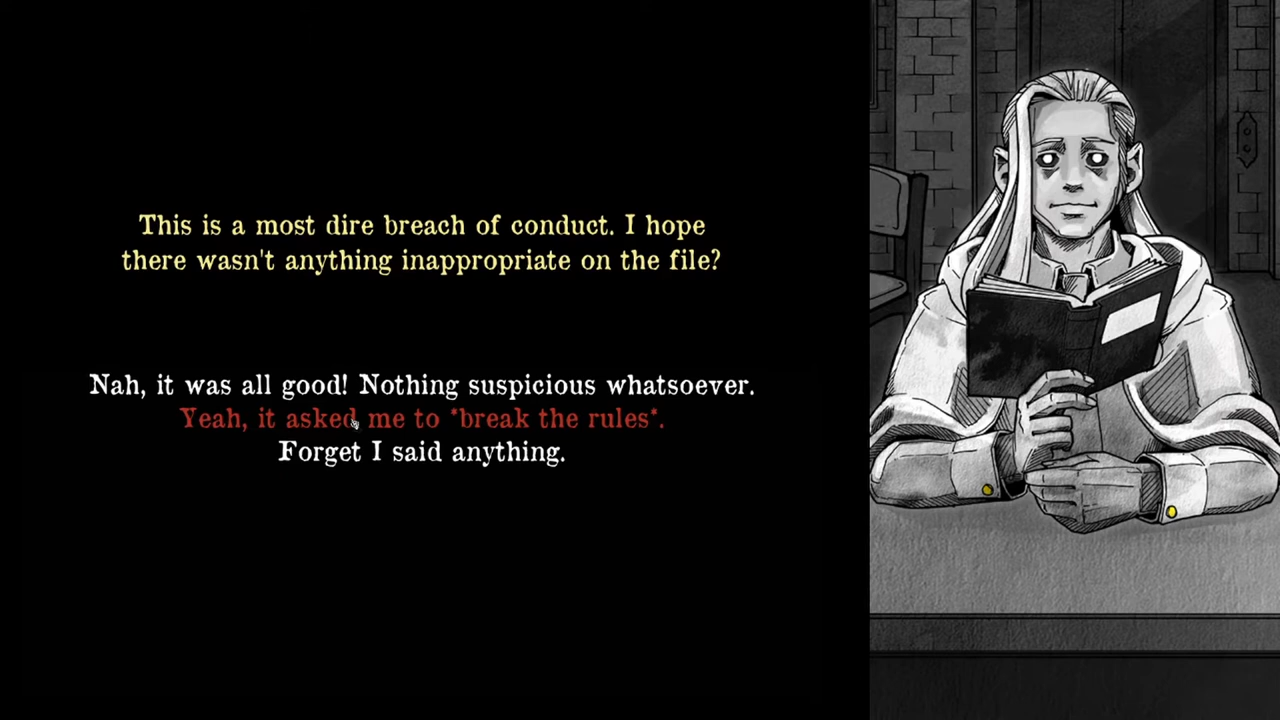 This is a most dire breach of conduct. I hope
there wasn't anything inappropriate on the file?
Nah, it was all good! Nothing suspicious whatsoever.
Yeah, it asked me to *break the rules*.
Forget I said anything.